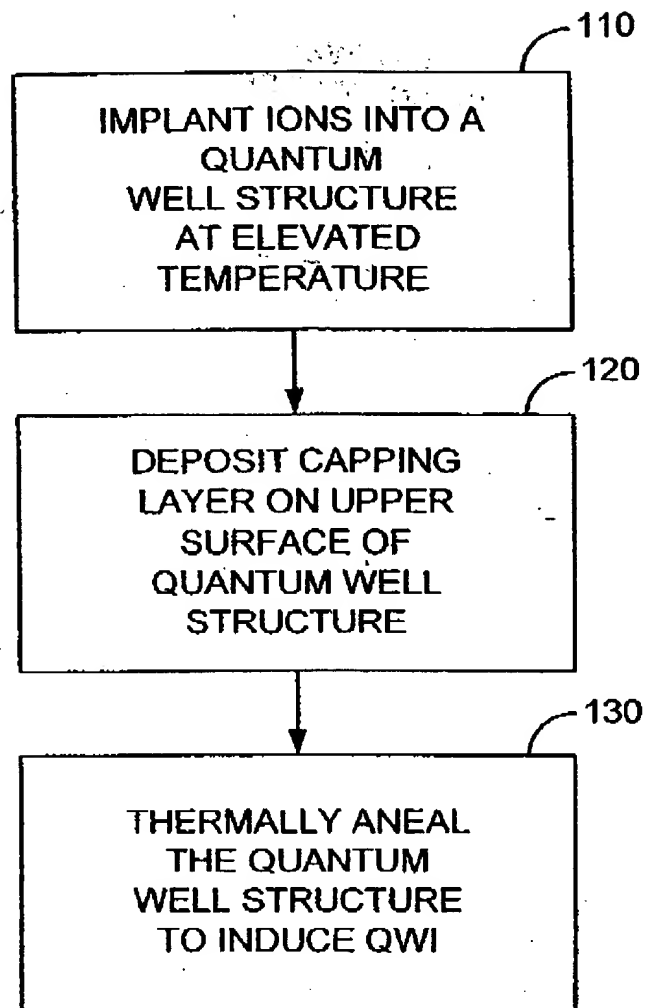 110
IMPLANT IONS INTO A
QUANTUM
WELL STRUCTURE
AT ELEVATED
TEMPERATURE
120
DEPOSIT CAPPING
LAYER ON UPPER
SURFACE OF
QUANTUM WELL
STRUCTURE
130
THERMALLY ANEAL
THE QUANTUM
WELL STRUCTURE
TO INDUCE QWI